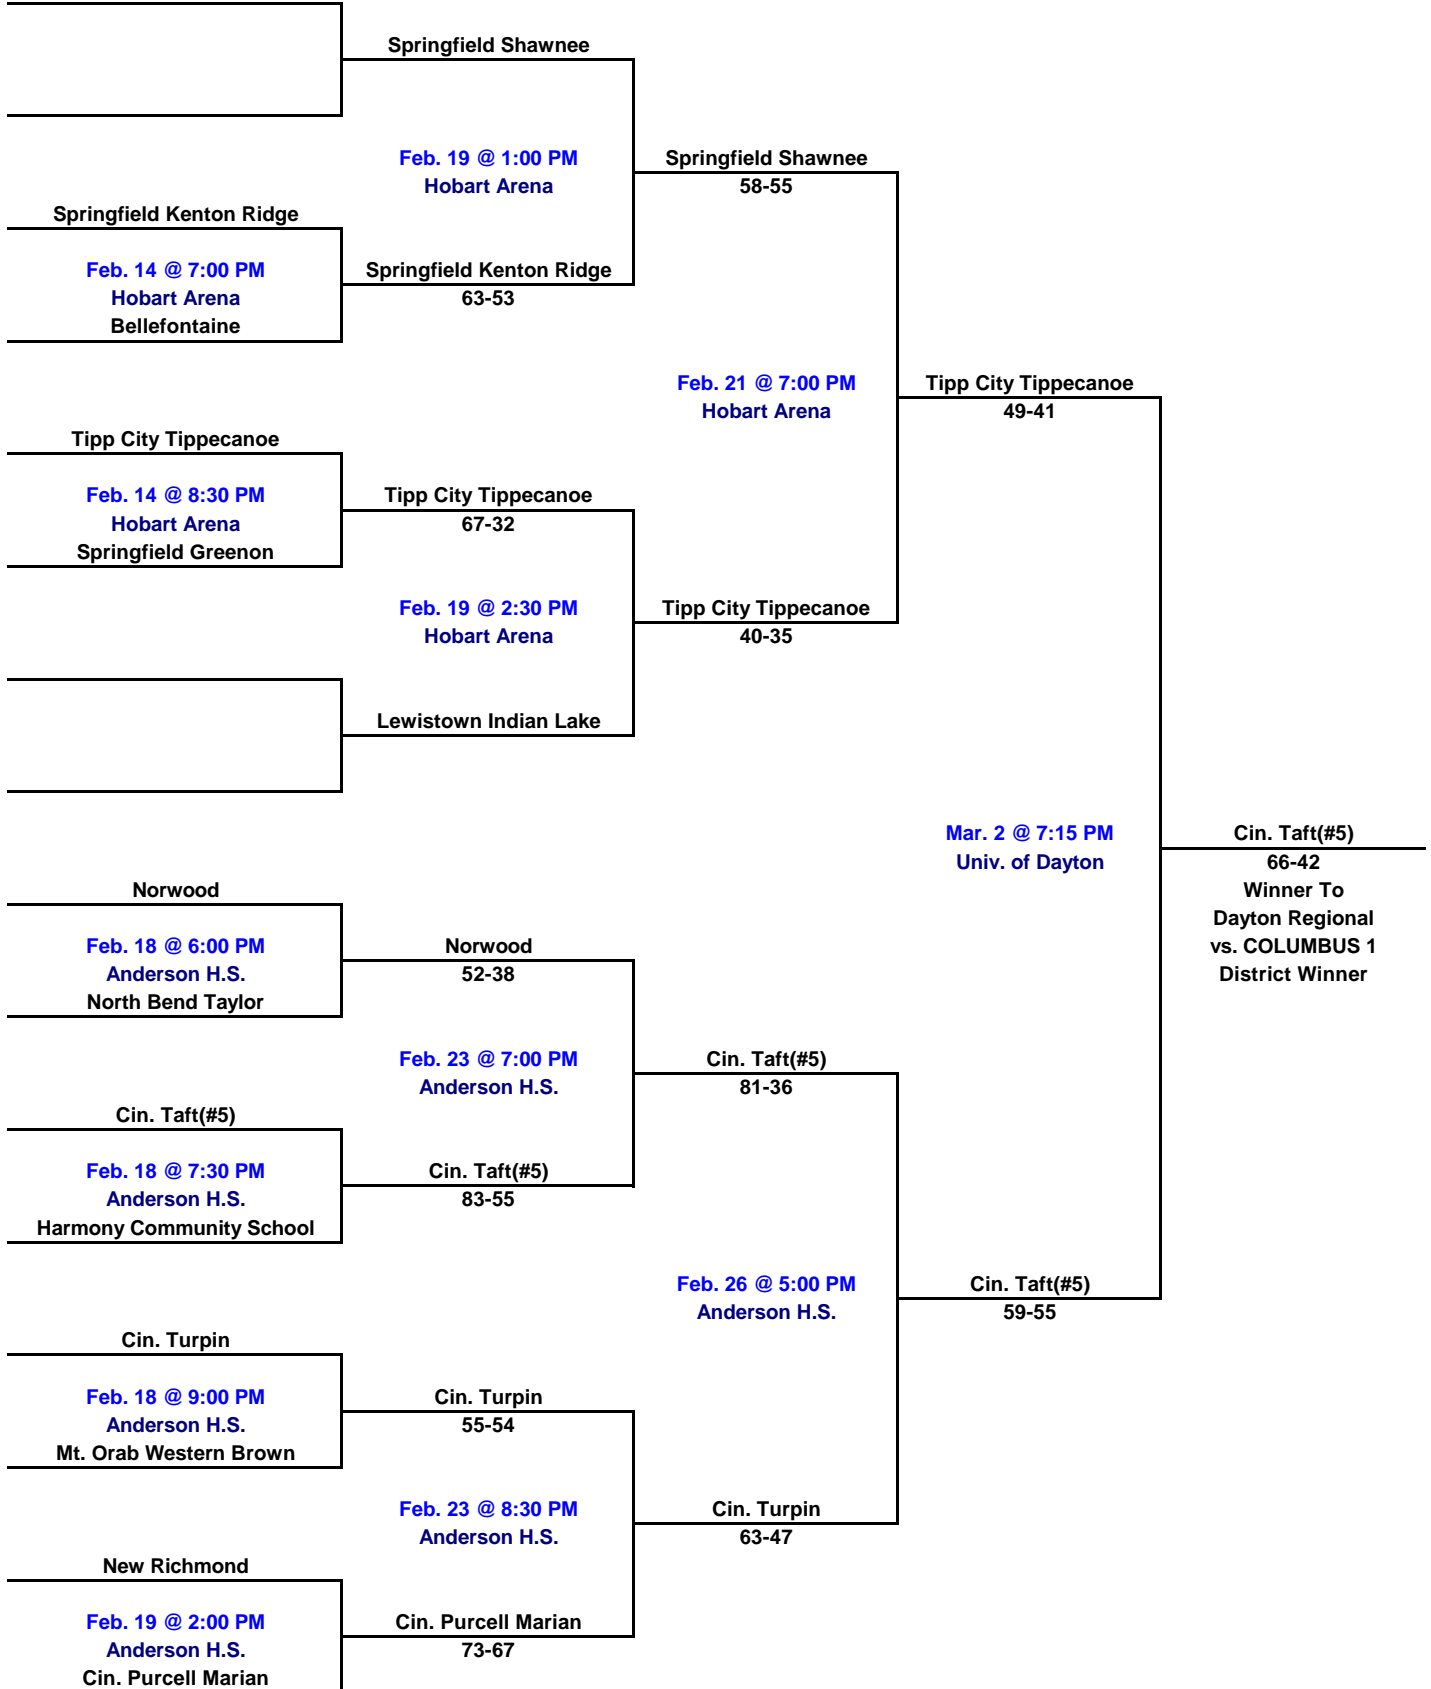 Springfield Shawnee
Feb. 19 @ 1:00 PM
Hobart Arena
Springfield Shawnee
58-55
Springfield Kenton Ridge
Feb. 14 @ 7:00 PM
Hobart Arena
Bellefontaine
Springfield Kenton Ridge
63-53
Feb. 21 @ 7:00 PM
Hobart Arena
Tipp City Tippecanoe
49-41
Tipp City Tippecanoe
Feb. 14 @ 8:30 PM
Hobart Arena
Springfield Greenon
Tipp City Tippecanoe
67-32
Feb. 19 @ 2:30 PM
Hobart Arena
Tipp City Tippecanoe
40-35
Lewistown Indian Lake
Mar. 2 @ 7:15 PM
Univ. of Dayton
Cin. Taft(#5)
66-42
Winner To
Dayton Regional
vs. COLUMBUS 1
District Winner
Norwood
Feb. 18 @ 6:00 PM
Anderson H.S.
North Bend Taylor
Norwood
52-38
Feb. 23 @ 7:00 PM
Anderson H.S.
Cin. Taft(#5)
81-36
Cin. Taft(#5)
Feb. 18 @ 7:30 PM
Anderson H.S.
Harmony Community School
Cin. Taft(#5)
83-55
Feb. 26 @ 5:00 PM
Anderson H.S.
Cin. Taft(#5)
59-55
Cin. Turpin
Feb. 18 @ 9:00 PM
Anderson H.S.
Mt. Orab Western Brown
Cin. Turpin
55-54
Feb. 23 @ 8:30 PM
Anderson H.S.
Cin. Turpin
63-47
New Richmond
Feb. 19 @ 2:00 PM
Anderson H.S.
Cin. Purcell Marian
Cin. Purcell Marian
73-67